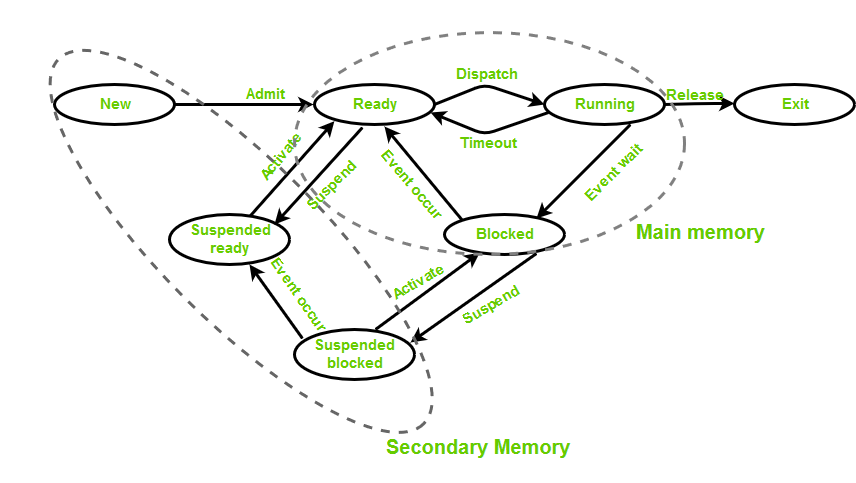 Dispatch
New
Admit
Ready
Running
Release
Exit
Timeout
Activate
Suspend
Event occur
Event wait
Suspended
ready
Blocked
Main memory
Event occur
Activate
Suspend
Suspended
blocked
Secondary Memory